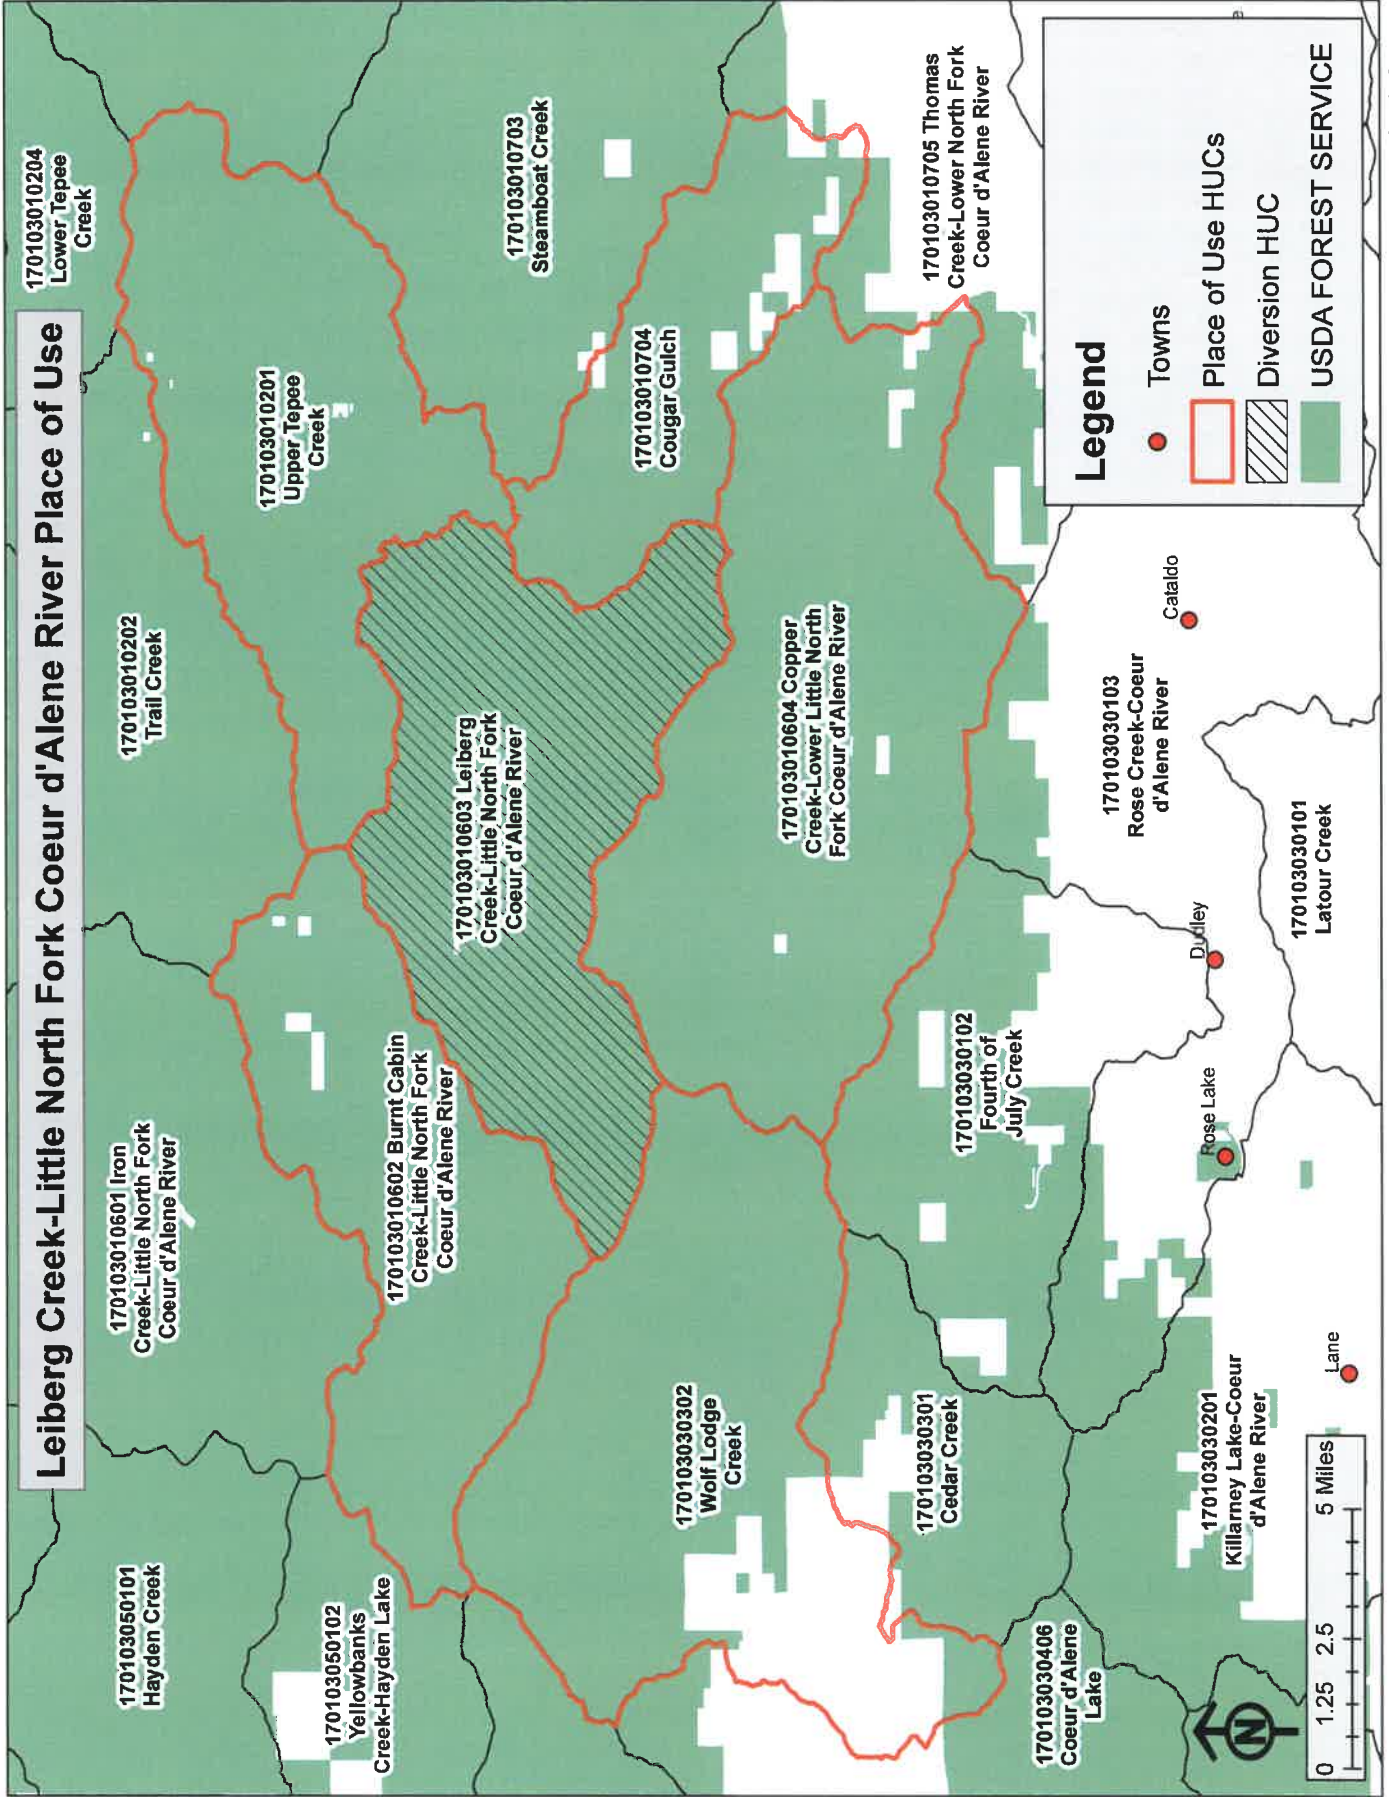 Leiberg Creek-Little North Fork Coeur d'Alene River Place of Use
170103050101
Hayden Creek
170103010601 Iron
Creek-Little North Fork
Coeur d'Alene River
170103010202
Trail Creek
170103010204
Lower Tepee
Creek
170103050102
Yellowbanks
Creek-Hayden Lake
170103010602 Burnt Cabin
Creek-Little North Fork
Coeur d'Alene River
170103010201
Upper Tepee
Creek
170103010603 Leiberg
Creek-Little North Fork
Coeur d'Alene River
170103010703
Steamboat Creek
170103010704
Cougar Gulch
170103030302
Wolf Lodge
Creek
170103010604 Copper
Creek-Lower Little North
Fork Coeur d'Alene River
170103010705 Thomas
Creek-Lower North Fork
Coeur d'Alene River
170103030301
Cedar Creek
170103030102
Fourth of
July Creek
170103030406
Coeur d'Alene
Lake
170103030103
Rose Creek-Coeur
d'Alene River
Cataldo
Dudley
Rose Lake
170103030201
Killarney Lake-Coeur
d'Alene River
170103030101
Latour Creek
Lane
N
0 1.25 2.5 5 Miles
Legend
Towns
Place of Use HUCs
Diversion HUC
USDA FOREST SERVICE